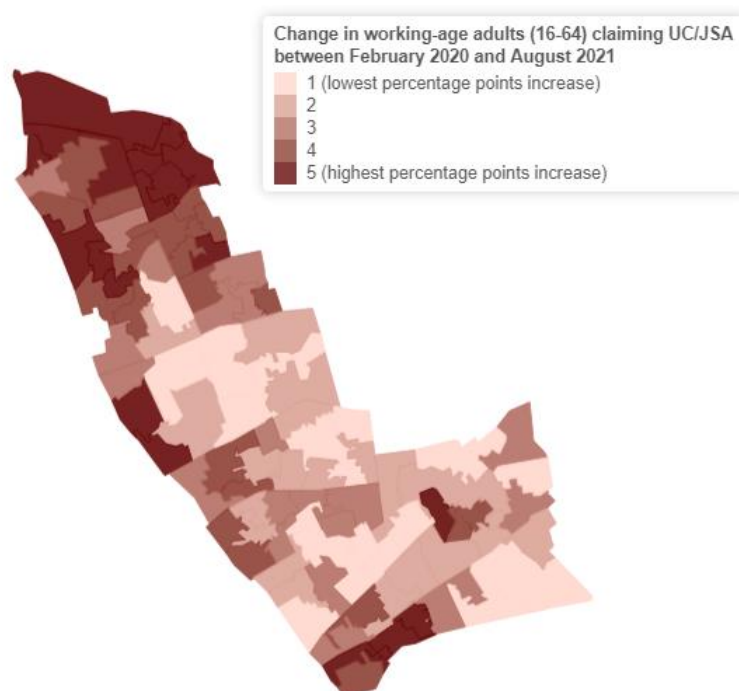 Change in working-age adults (16-64) claiming UC/JSA
between February 2020 and August 2021
1 (lowest percentage points increase)
2
3
4
5 (highest percentage points increase)